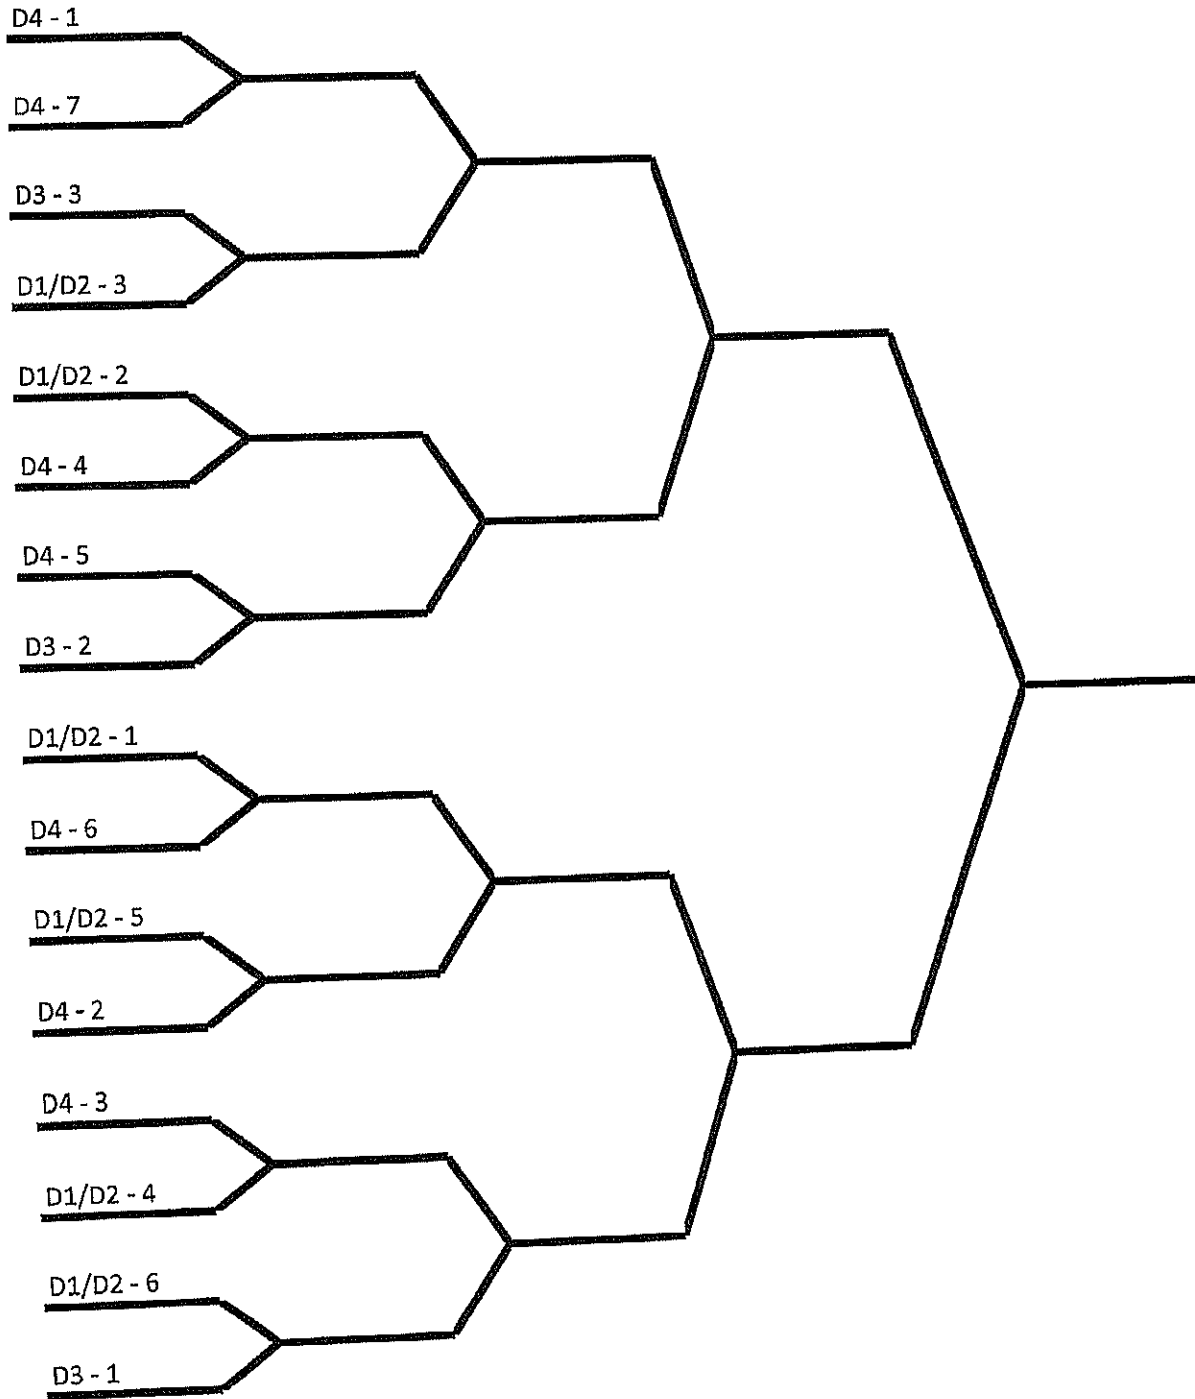 D4 - 1
D4 - 7
D3 - 3
D1/D2 - 3
D1/D2 - 2
D4 - 4
D4 - 5
D3 - 2
D1/D2 - 1
D4 - 6
D1/D2 - 5
D4 - 2
D4 - 3
D1/D2 - 4
D1/D2 - 6
D3 - 1